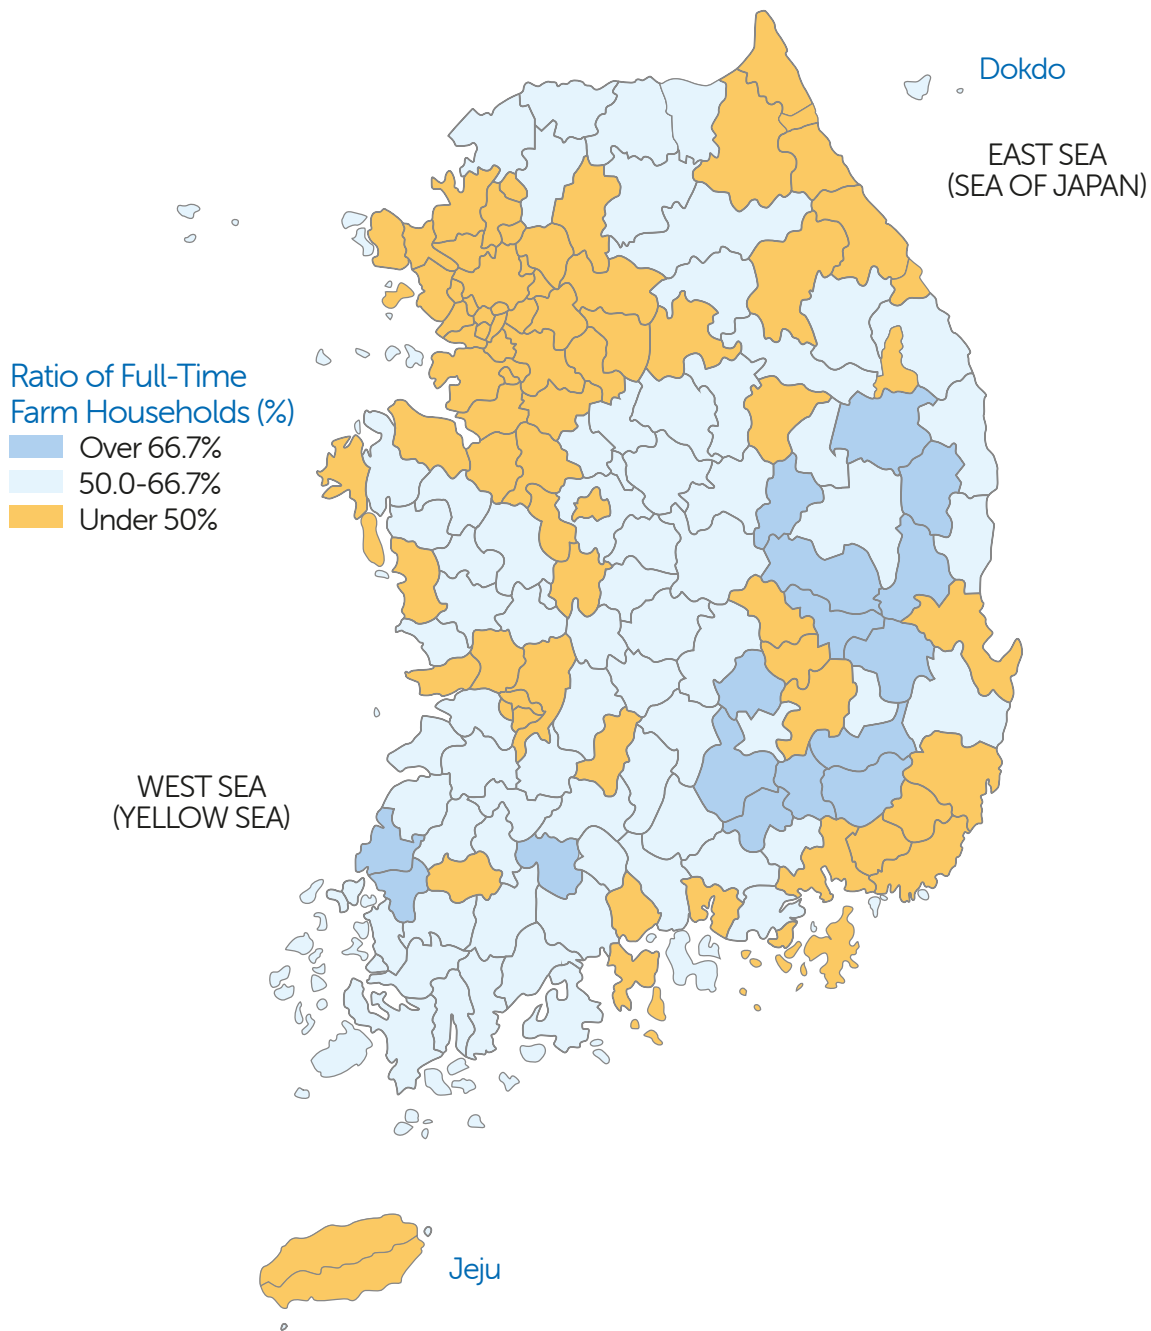 Dokdo
EAST SEA
(SEA OF JAPAN)
Ratio of Full-Time
Farm Households (%)
Over 66.7%
50.0-66.7%
Under 50%
WEST SEA
(YELLOW SEA)
Jeju